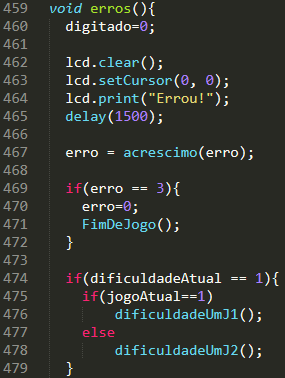 459 void erros(){
460 digitado=0;
461
462 lcd.clear();
463 lcd.setCursor(0, 0);
464 lcd.print("Errou!");
465 delay(1500);
466
467 erro = acrescimo(erro);
468
469 if(erro == 3){
470 erro=0;
471 FimDeJogo();
472 }
473
474 if(dificuldadeAtual == 1){
475 if(jogoAtual==1)
476 dificuldadeUmJ1();
477 else
478 dificuldadeUmJ2();
479 }